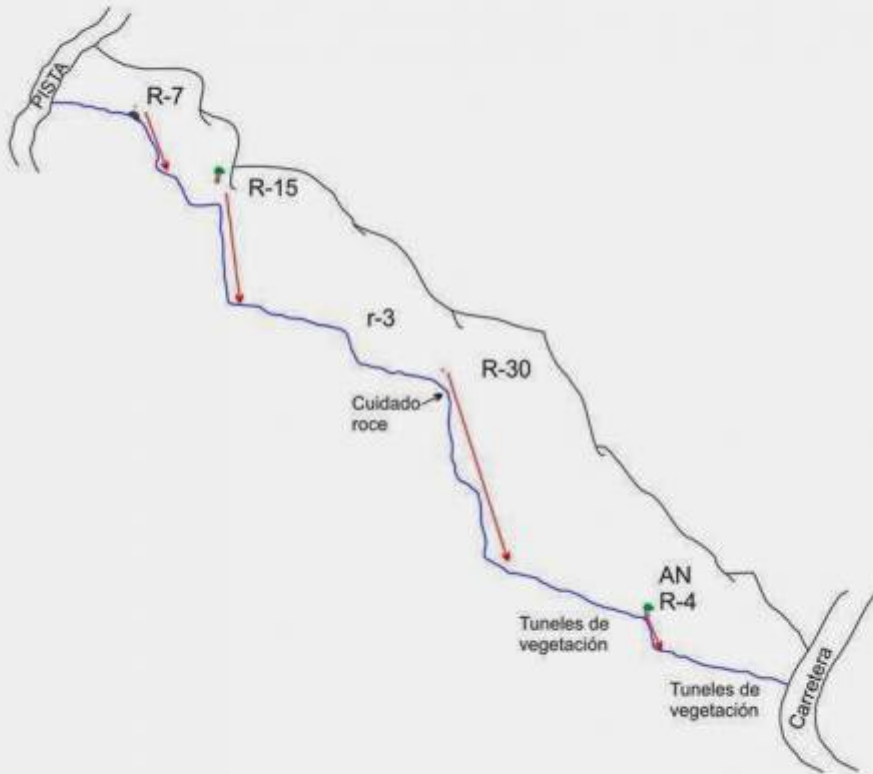 PISTA
R-7
R-15
r-3
R-30
Cuidado
roce
AN
R-4
Tuneles de
vegetación
Tuneles de
vegetación
Carretera